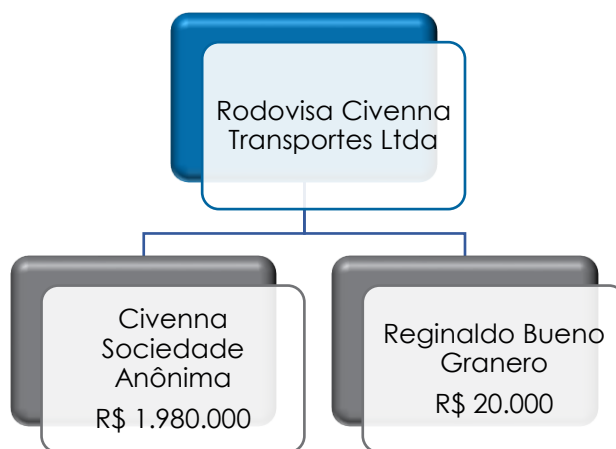 Rodovisa Civenna
Transportes Ltda
Civenna
Sociedade
Anônima
R$ 1.980.000
Reginaldo Bueno
Granero
R$ 20.000